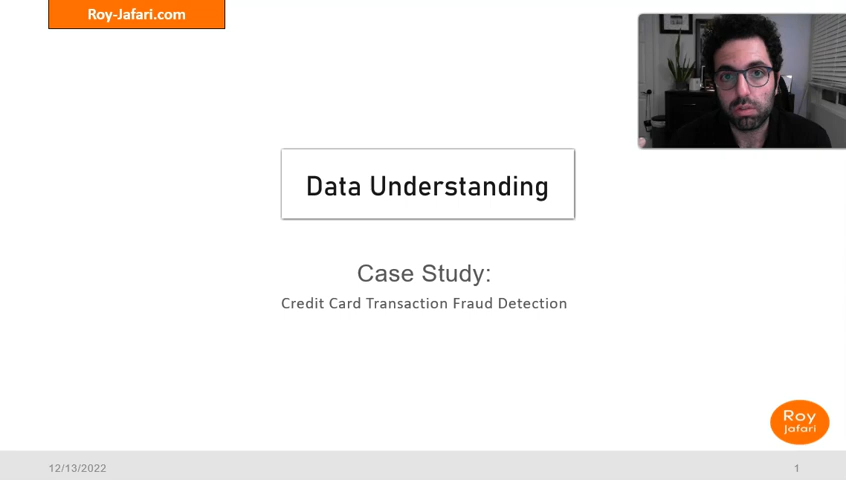 Roy-Jafari.com
Data Understanding
Case Study:
Credit Card Transaction Fraud Detection
Roy
Jafari
12/13/2022
1